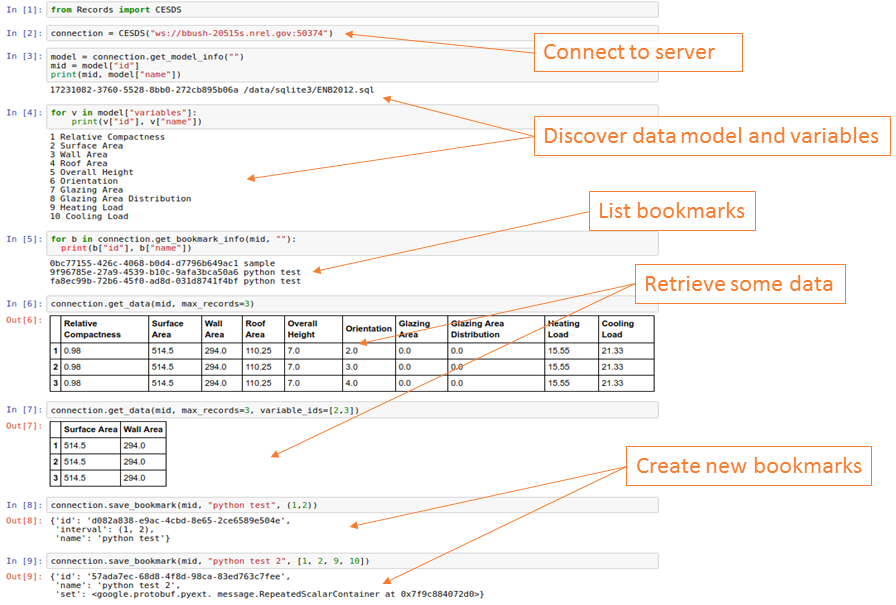 In [1]: from Records import CESDS
In [2]: connection = CESDS("ws://bbush-20515s.nrel.gov:50374")
Connect to server
In [3]: model = connection.get_model_info("")
mid = model["id"]
print(mid, model["name"])
17231082-3760-5528-8bb0-272cb895b06a /data/sqlite3/ENB2012.sql
In [4]: for v in model["variables"]:
print(v["id"], v["name"])
Discover data model and variables
1 Relative Compactness
2 Surface Area
3 Wall Area
4 Roof Area
5 Overall Height
6 Orientation
7 Glazing Area
8 Glazing Area Distribution
9 Heating Load
10 Cooling Load
List bookmarks
In [5]: for b in connection.get_bookmark_info(mid, ""):
print(b["id"], b["name"])
0bc77155-426c-4068-b0d4-d7796b649ac1 sample
9f96785e-27a9-4539-b10c-9afa3bca50a6 python test
fa8ec99b-72b6-45f0-ad8d-031d8741f4bf python test
Retrieve some data
In [6]: connection.get_data(mid, max_records=3)
Out[6]: Relative Compactness Surface Area Wall Area Roof Area Overall Height Orientation Glazing Area Glazing Area Distribution Heating Load Cooling Load
1 0.98 514.5 294.0 110.25 7.0 2.0 0.0 0.0 15.55 21.33
2 0.98 514.5 294.0 110.25 7.0 3.0 0.0 0.0 15.55 21.33
3 0.98 514.5 294.0 110.25 7.0 4.0 0.0 0.0 15.55 21.33
In [7]: connection.get_data(mid, max_records=3, variable_ids=[2,3])
Out[7]: Surface Area Wall Area
1 514.5 294.0
2 514.5 294.0
3 514.5 294.0
Create new bookmarks
In [8]: connection.save_bookmark(mid, "python test", (1,2))
Out[8]: {'id': 'd082a838-e9ac-4cbd-8e65-2ce6589e504e',
'interval': (1, 2),
'name': 'python test'}
In [9]: connection.save_bookmark(mid, "python test 2", [1, 2, 9, 10])
Out[9]: {'id': '57ada7ec-68d8-4f8d-98ca-83ed763c7fee',
'name': 'python test 2',
'set': <google.protobuf.pyext._message.RepeatedScalarContainer at 0x7f9c884072d0>}